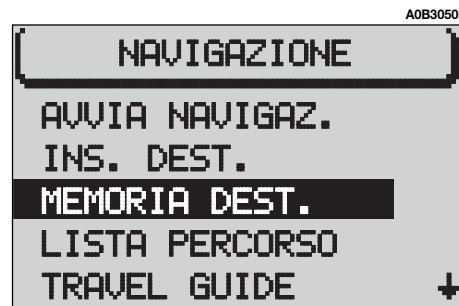 A0B3050
NAVIGAZIONE
AVVIA NAVIGAZ.
INS. DEST.
MEMORIA DEST.
LISTA PERCORSO
TRAVEL GUIDE